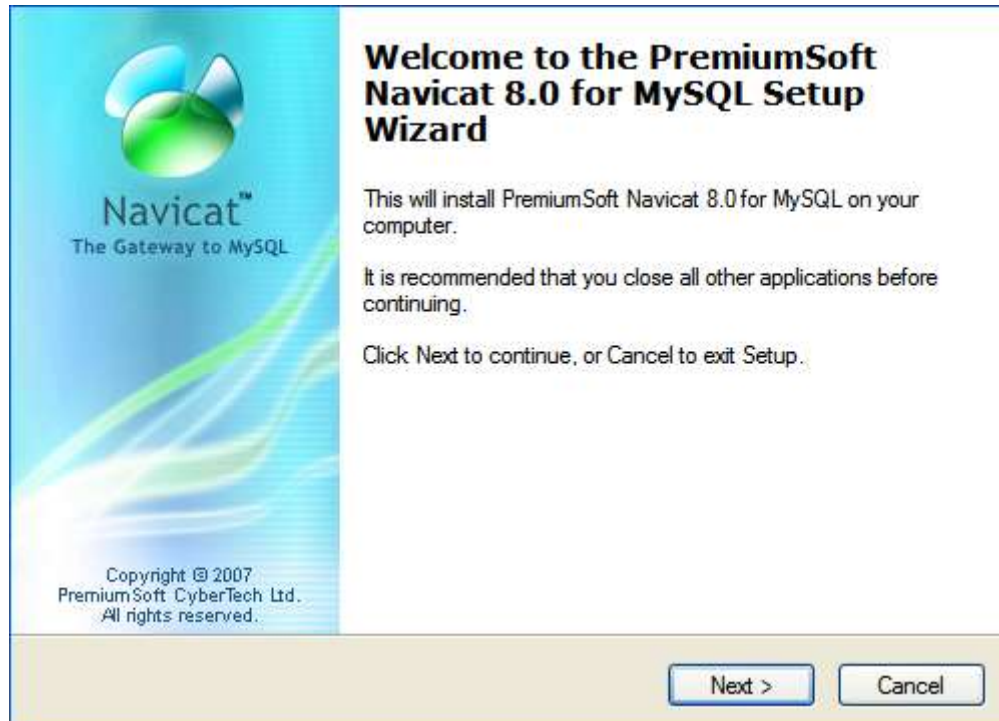 Navicat™
The Gateway to MySQL
Copyright © 2007
PremiumSoft CyberTech Ltd.
All rights reserved.
Welcome to the PremiumSoft
Navicat 8.0 for MySQL Setup
Wizard
This will install PremiumSoft Navicat 8.0 for MySQL on your
computer.
It is recommended that you close all other applications before
continuing.
Click Next to continue, or Cancel to exit Setup.
Next >
Cancel